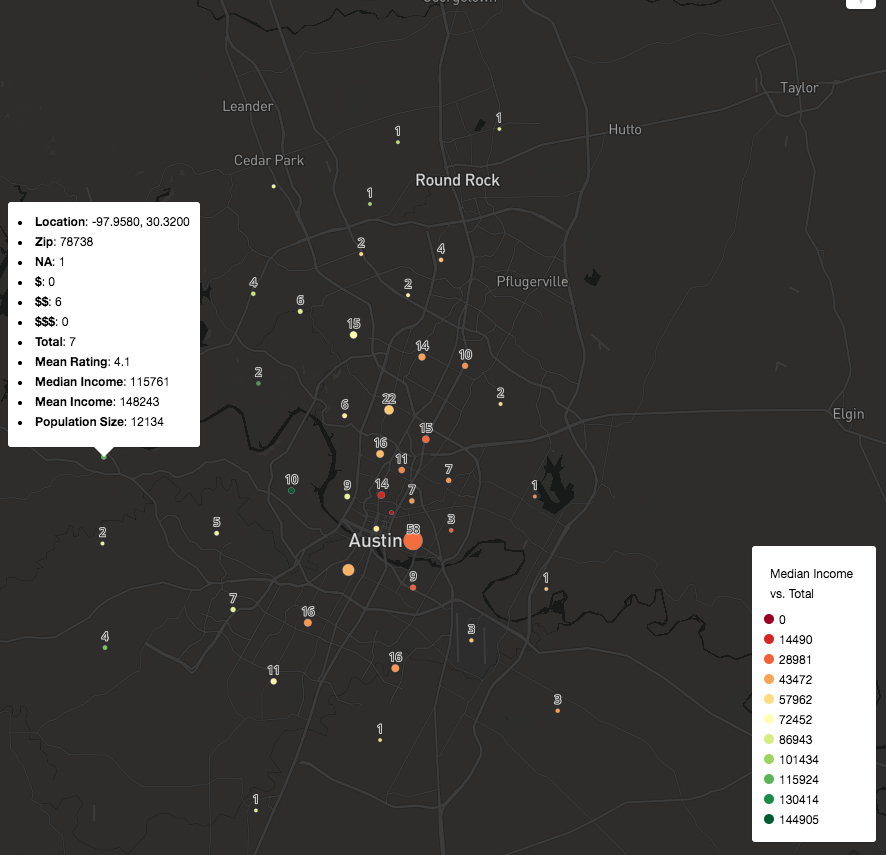 Georgetown
Taylor
Leander
1
1
Hutto
Cedar Park
Round Rock
1
Location: -97.9580, 30.3200
Zip: 78738
NA: 1
$: 0
$$: 6
$$$: 0
Total: 7
Mean Rating: 4.1
Median Income: 115761
Mean Income: 148243
Population Size: 12134
2
4
Pflugerville
4
2
6
15
14
10
2
2
6
22
Elgin
15
16
11
7
10
9
14
7
1
3
2
5
58
Austin
9
1
7
16
3
4
16
11
3
1
1
Median Income
vs. Total
0
14490
28981
43472
57962
72452
86943
101434
115924
130414
144905